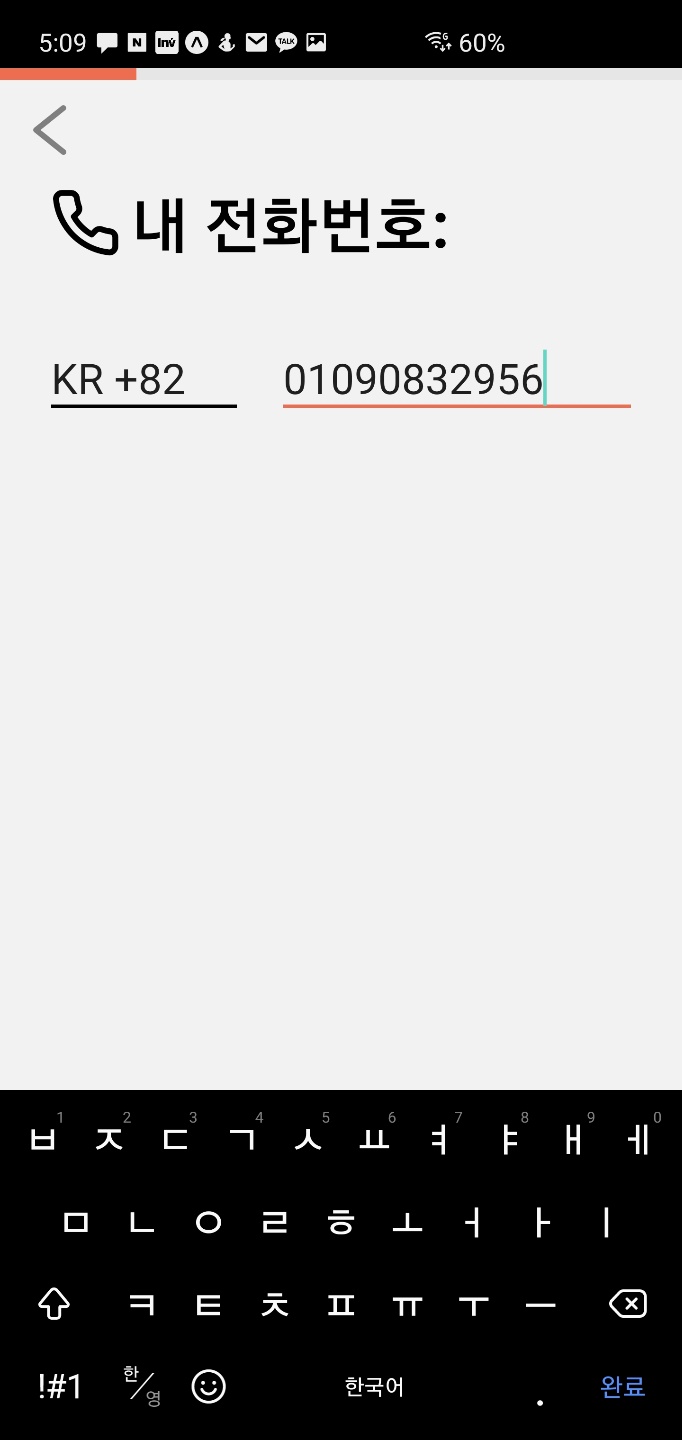 5:09 N Inv TALK G 60%
내 전화번호:
KR +82 01090832956
1 2 3 4 5 6 7 8 9 0
ㅂ ㅈ ㄷ ㄱ ㅅ ㅛ ㅕ ㅑ ㅐ ㅔ
ㅁ ㄴ ㅇ ㄹ ㅎ ㅗ ㅓ ㅏ ㅣ
ㅋ ㅌ ㅊ ㅍ ㅠ ㅜ ㅡ
!#1 한/영 한국어 . 완료